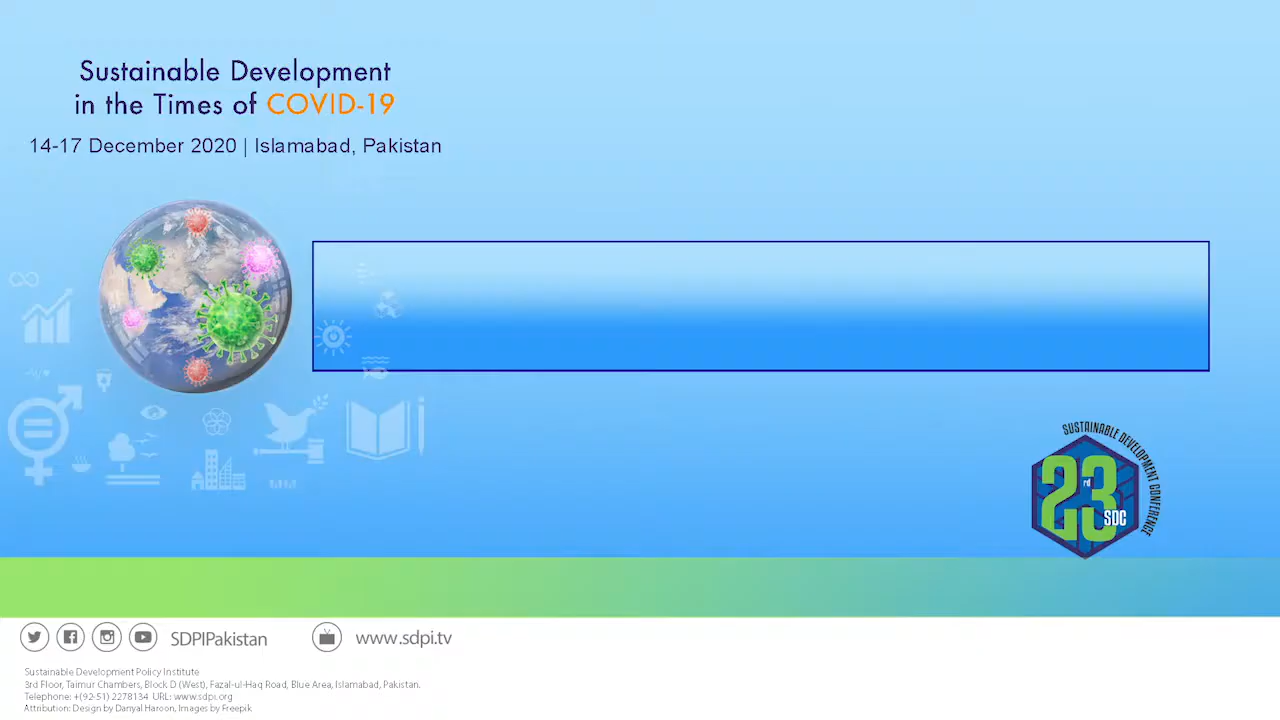 Sustainable Development
in the Times of COVID-19
14-17 December 2020 | Islamabad, Pakistan
SUSTAINABLE DEVELOPMENT CONFERENCE
23rd
SDC
SDPIPakistan
www.sdpi.tv
Sustainable Development Policy Institute
3rd Floor, Taimur Chambers, Block D (West), Fazal-ul-Haq Road, Blue Area, Islamabad, Pakistan.
Telephone: +(92-51) 2278134 URL: www.sdpi.org
Attribution: Design by Danyal Haroon, Images by Freepik